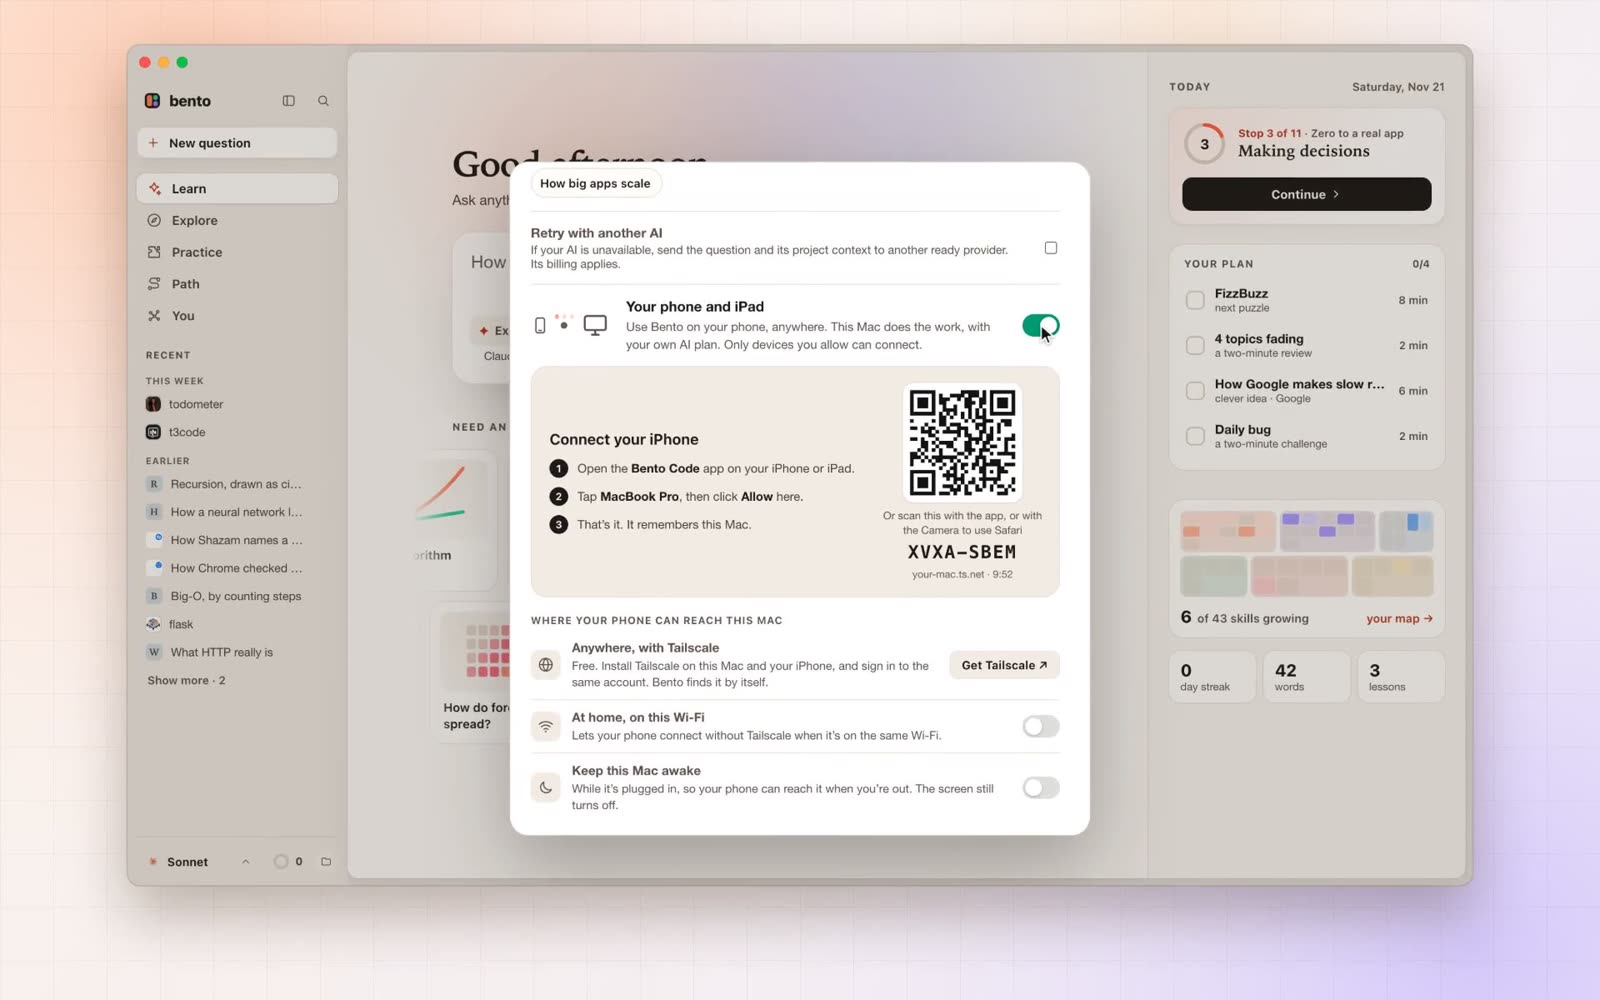 bento
New question
Learn
Explore
Practice
Path
You
RECENT
THIS WEEK
todometer
t3code
EARLIER
R Recursion, drawn as ci...
H How a neural network l...
How Shazam names a ...
How Chrome checked ...
B Big-O, by counting steps
flask
W What HTTP really is
Show more · 2
Sonnet
0
Good afternoon
Ask anyt
How
Ex
Clauc
NEED AN
orithm
How do for
spread?
How big apps scale
Retry with another AI
If your AI is unavailable, send the question and its project context to another ready provider.
Its billing applies.
Your phone and iPad
Use Bento on your phone, anywhere. This Mac does the work, with
your own AI plan. Only devices you allow can connect.
Connect your iPhone
1 Open the Bento Code app on your iPhone or iPad.
2 Tap MacBook Pro, then click Allow here.
3 That's it. It remembers this Mac.
Or scan this with the app, or with
the Camera to use Safari
XVXA-SBEM
your-mac.ts.net · 9:52
WHERE YOUR PHONE CAN REACH THIS MAC
Anywhere, with Tailscale
Free. Install Tailscale on this Mac and your iPhone, and sign in to the
same account. Bento finds it by itself.
Get Tailscale ↗
At home, on this Wi-Fi
Lets your phone connect without Tailscale when it's on the same Wi-Fi.
Keep this Mac awake
While it's plugged in, so your phone can reach it when you're out. The screen still
turns off.
TODAY
Saturday, Nov 21
3
Stop 3 of 11 · Zero to a real app
Making decisions
Continue >
YOUR PLAN
0/4
FizzBuzz
next puzzle
8 min
4 topics fading
a two-minute review
2 min
How Google makes slow r...
clever idea · Google
6 min
Daily bug
a two-minute challenge
2 min
6 of 43 skills growing
your map →
0
day streak
42
words
3
lessons